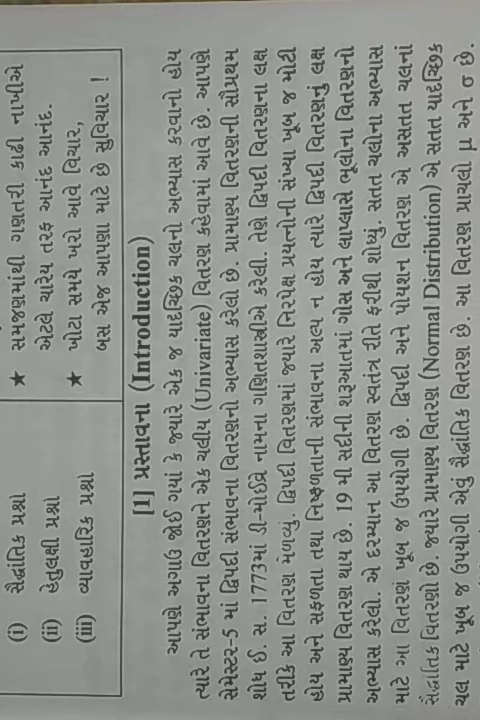 (i) સૈદ્ધાંતિક પ્રશ્નો
(ii) હેતુલક્ષી પ્રશ્નો
(iii) વ્યાવહારિક પ્રશ્નો
★ સમજણમાંથી ગણતરી કાઢી નાખીએ
એટલે ચારેય તરફ આનંદ આનંદ.
★ ખોટા સમયે ખરો આવે વિચાર,
બસ એજ આપણા માટે છે સુવિચાર !
[1] પ્રસ્તાવના (Introduction)
આપણે અગાઉ જોઈ ગયાં કે જ્યારે એક જ યાદચ્છિક ચલનો અભ્યાસ કરવાનો હોય
ત્યારે તે સંભાવના વિતરણને એક ચલીય (Univariate) વિતરણ કહેવામાં આવે છે. આપણે
સેમેસ્ટર-5 માં દ્વિપદી સંભાવના વિતરણનો અભ્યાસ કરેલો છે. પ્રામાણ્ય વિતરણની સૌપ્રથમ
શોધ ઈ. સ. 1773માં ડી-મોઈવ્રે નામના ગણિતશાસ્ત્રીએ કરેલી. તેણે દ્વિપદી વિતરણના લક્ષ
તરીકે આ વિતરણ મેળવ્યું. દ્વિપદી વિતરણમાં જ્યારે નિરપેક્ષ પ્રયત્નોની સંખ્યા ખૂબ જ મોટી
હોય અને સફળતા તથા નિષ્ફળતાની સંભાવના અલ્પ ન હોય ત્યારે દ્વિપદી વિતરણનું લક્ષ
પ્રામાણ્ય વિતરણ થાય છે. 19 મી સદીની શરૂઆતમાં ગોસ અને લાપ્લાસે ભૂલોના વિતરણનો
અભ્યાસ કરેલો. એ દરમ્યાન આ વિતરણ સ્વતંત્ર રીતે ફરીથી શોધ્યું. સતત ચલોના અભ્યાસ
માટે આ વિતરણ ખૂબ જ ઉપયોગી છે. દ્વિપદી અને પોયશન વિતરણ એ અસતત ચલનાં
સૈદ્ધાંતિક વિતરણો છે. જ્યારે પ્રામાણ્ય વિતરણ (Normal Distribution) એ સતત યાદચ્છિક
ચલ માટે ખૂબ જ ઉપયોગી એવું સૈદ્ધાંતિક વિતરણ છે. આ વિતરણ પ્રાચલો μ અને σ છે.